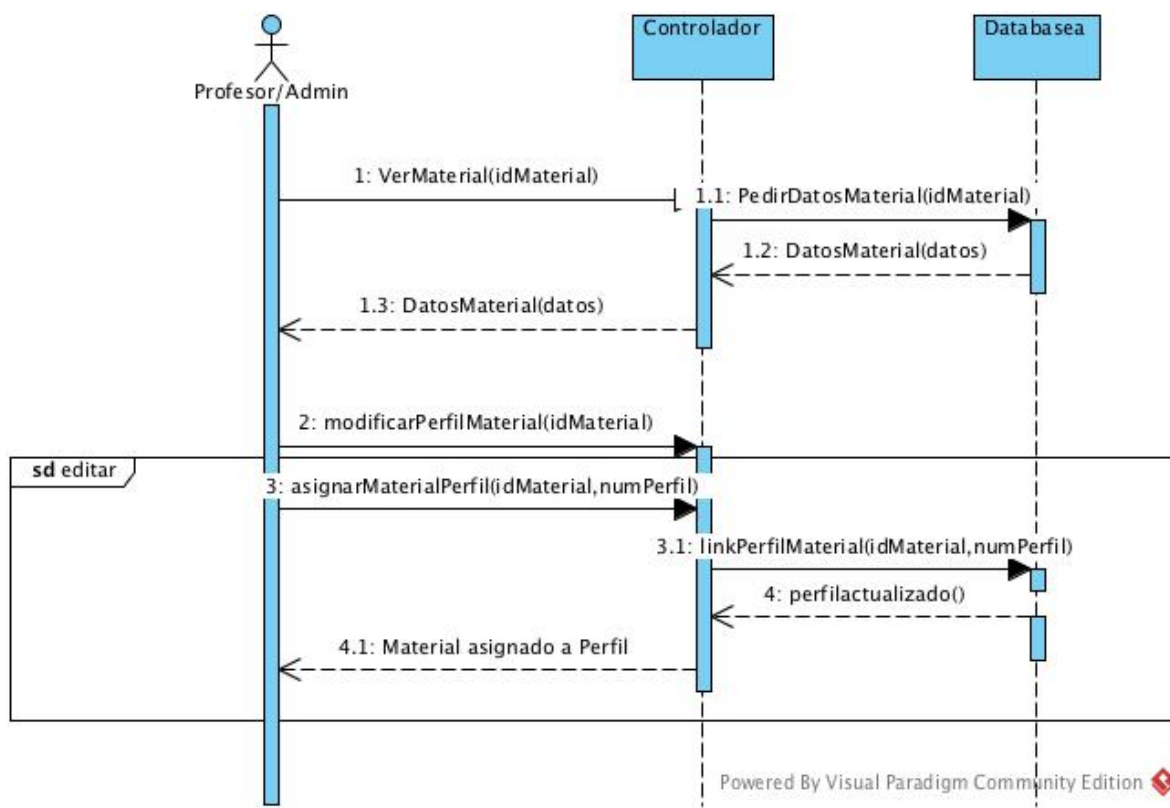 Controlador
Databasea
Profesor/Admin
1: VerMaterial(idMaterial)
1.1: PedirDatosMaterial(idMaterial)
1.2: DatosMaterial(datos)
1.3: DatosMaterial(datos)
2: modificarPerfilMaterial(idMaterial)
sd editar
3: asignarMaterialPerfil(idMaterial,numPerfil)
3.1: linkPerfilMaterial(idMaterial,numPerfil)
4: perfilactualizado()
4.1: Material asignado a Perfil
Powered By Visual Paradigm Community Edition